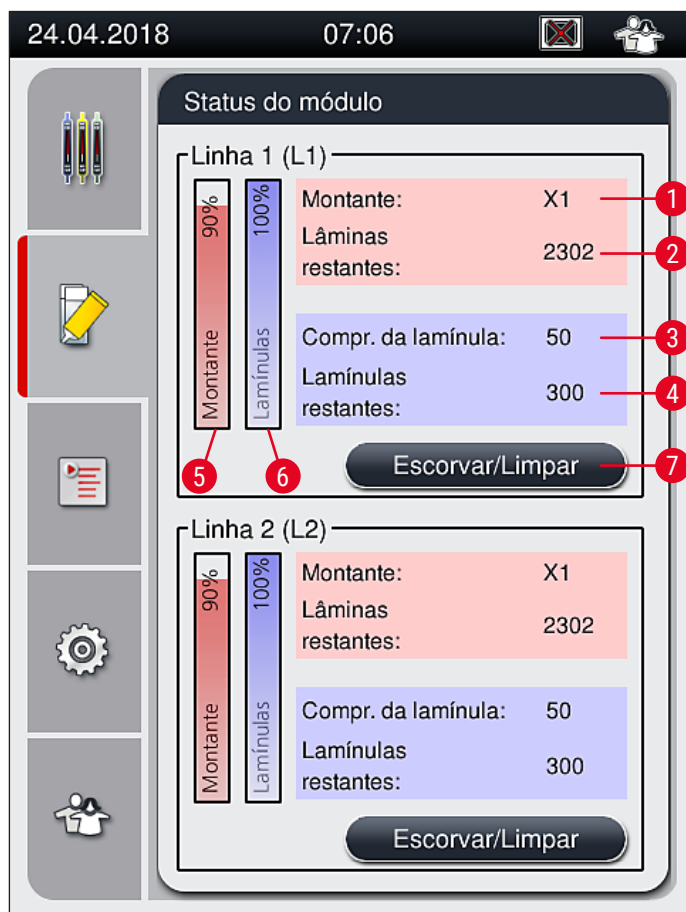 24.04.2018 07:06
Status do módulo
Linha 1 (L1)
90%
Montante
100%
Lamínulas
Montante: X1
Lâminas
restantes: 2302
Compr. da lamínula: 50
Lamínulas
restantes: 300
Escorvar/Limpar
1
2
3
4
5
6
7
Linha 2 (L2)
90%
Montante
100%
Lamínulas
Montante: X1
Lâminas
restantes: 2302
Compr. da lamínula: 50
Lamínulas
restantes: 300
Escorvar/Limpar